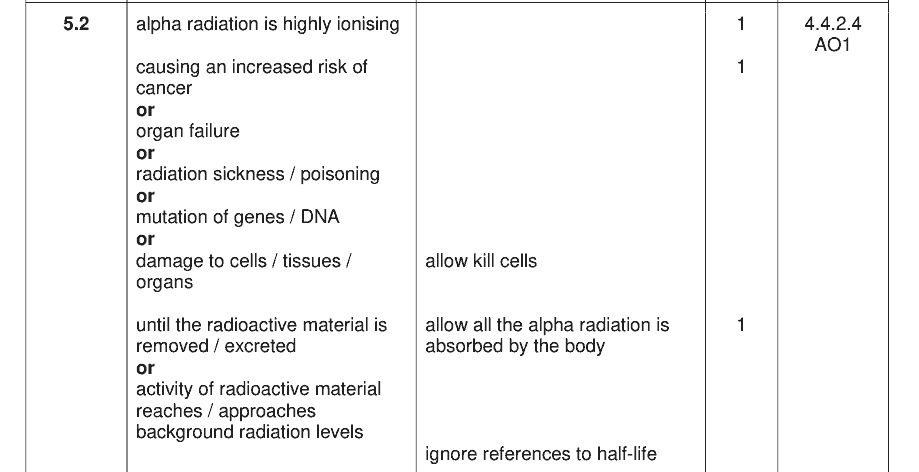 5.2 alpha radiation is highly ionising 1 4.4.2.4
AO1
causing an increased risk of 1
cancer
or
organ failure
or
radiation sickness / poisoning
or
mutation of genes / DNA
or
damage to cells / tissues / allow kill cells
organs
until the radioactive material is allow all the alpha radiation is 1
removed / excreted absorbed by the body
or
activity of radioactive material
reaches / approaches
background radiation levels
ignore references to half-life